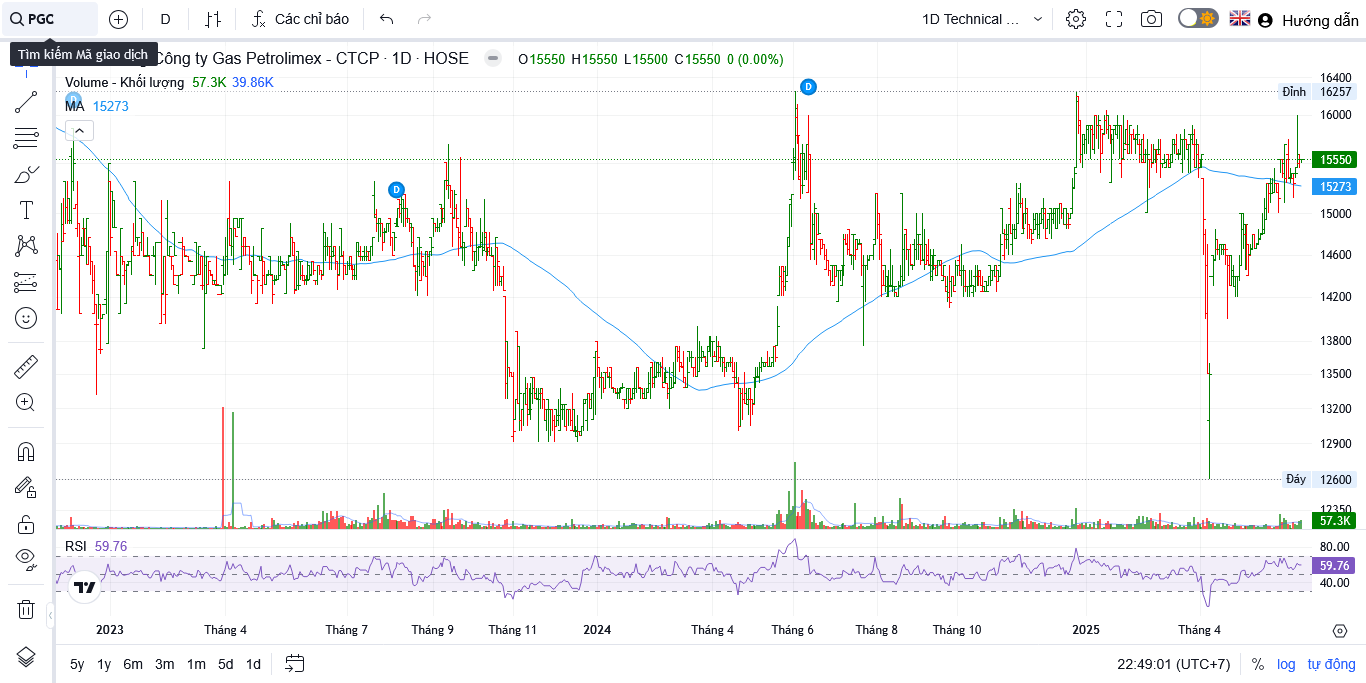 PGC
D
Các chỉ báo
1D Technical ...
Hướng dẫn
Tìm kiếm Mã giao dịch
Công ty Gas Petrolimex - CTCP · 1D · HOSE
O15550 H15550 L15500 C15550 0 (0.00%)
Volume - Khối lượng 57.3K 39.86K
MA 15273
D
D
16400
Đỉnh 16257
16000
15550
15273
15000
14600
14200
13800
13500
13200
12900
Đáy 12600
12350
57.3K
RSI 59.76
80.00
59.76
40.00
2023 Tháng 4 Tháng 7 Tháng 9 Tháng 11 2024 Tháng 4 Tháng 6 Tháng 8 Tháng 10 2025 Tháng 4
5y 1y 6m 3m 1m 5d 1d
22:49:01 (UTC+7) % log tự động